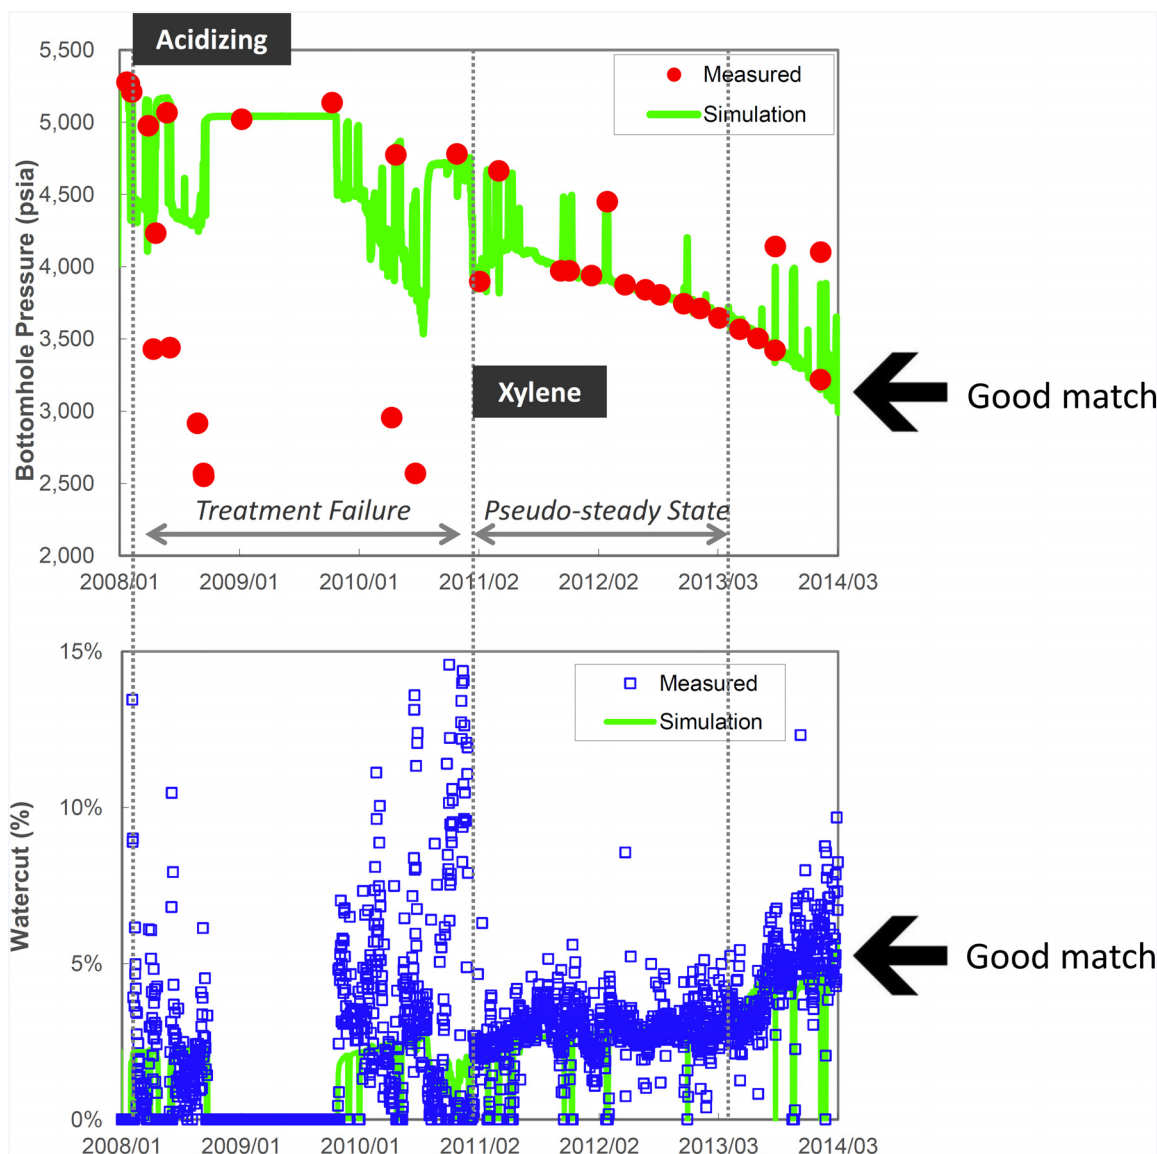 Acidizing
5,500
5,000
4,500
4,000
3,500
3,000
2,500
2,000
Bottomhole Pressure (psia)
Measured
Simulation
Xylene
Good match
Treatment Failure
Pseudo-steady State
2008/01 2009/01 2010/01 2011/02 2012/02 2013/03 2014/03
15%
10%
5%
0%
Watercut (%)
Measured
Simulation
Good match
2008/01 2009/01 2010/01 2011/02 2012/02 2013/03 2014/03